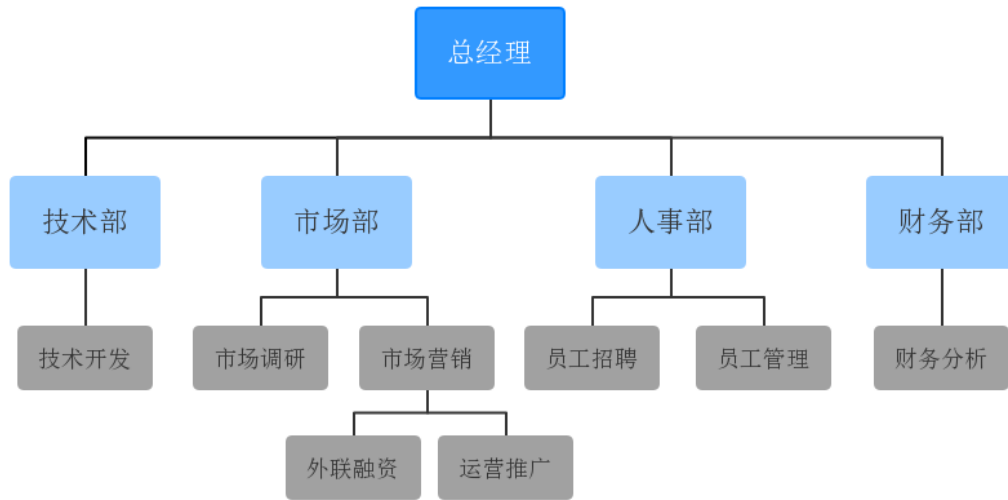 总经理
技术部
市场部
人事部
财务部
技术开发
市场调研
市场营销
员工招聘
员工管理
财务分析
外联融资
运营推广